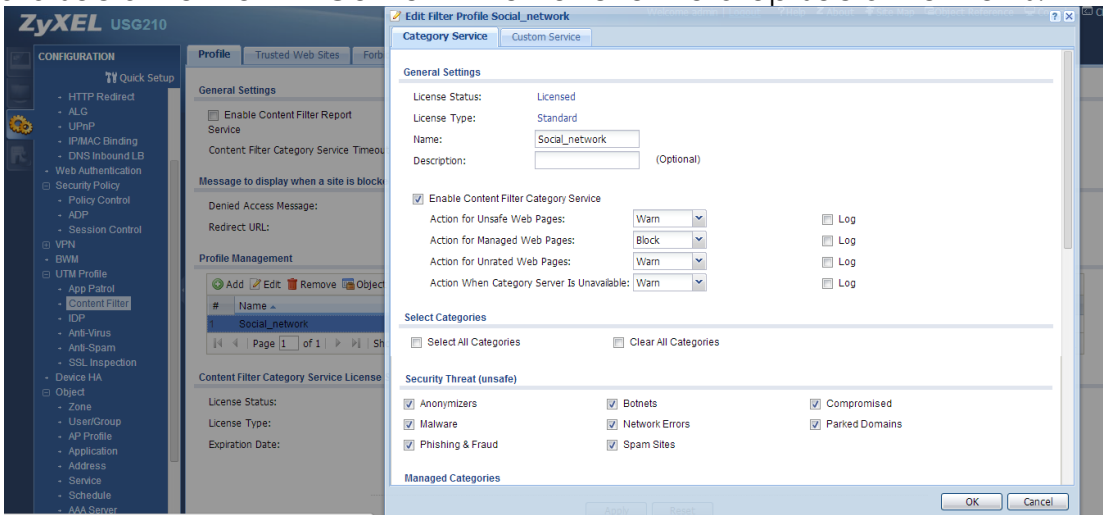 ZyXEL USG210
CONFIGURATION
Quick Setup
HTTP Redirect
ALG
UPnP
IP/MAC Binding
DNS Inbound LB
Web Authentication
Security Policy
Policy Control
ADP
Session Control
VPN
BWM
UTM Profile
App Patrol
Content Filter
IDP
Anti-Virus
Anti-Spam
SSL Inspection
Device HA
Object
Zone
User/Group
AP Profile
Application
Address
Service
Schedule
AAA Server
Profile Trusted Web Sites Forb
General Settings
Enable Content Filter Report
Service
Content Filter Category Service Timeou
Message to display when a site is blocke
Denied Access Message:
Redirect URL:
Profile Management
Add Edit Remove Object
# Name
1 Social_network
Page 1 of 1 Sh
Content Filter Category Service License
License Status:
License Type:
Expiration Date:
Apply Reset
Edit Filter Profile Social_network
Category Service Custom Service
General Settings
License Status: Licensed
License Type: Standard
Name: Social_network
Description: (Optional)
Enable Content Filter Category Service
Action for Unsafe Web Pages: Warn Log
Action for Managed Web Pages: Block Log
Action for Unrated Web Pages: Warn Log
Action When Category Server Is Unavailable: Warn Log
Select Categories
Select All Categories Clear All Categories
Security Threat (unsafe)
Anonymizers Botnets Compromised
Malware Network Errors Parked Domains
Phishing & Fraud Spam Sites
Managed Categories
OK Cancel